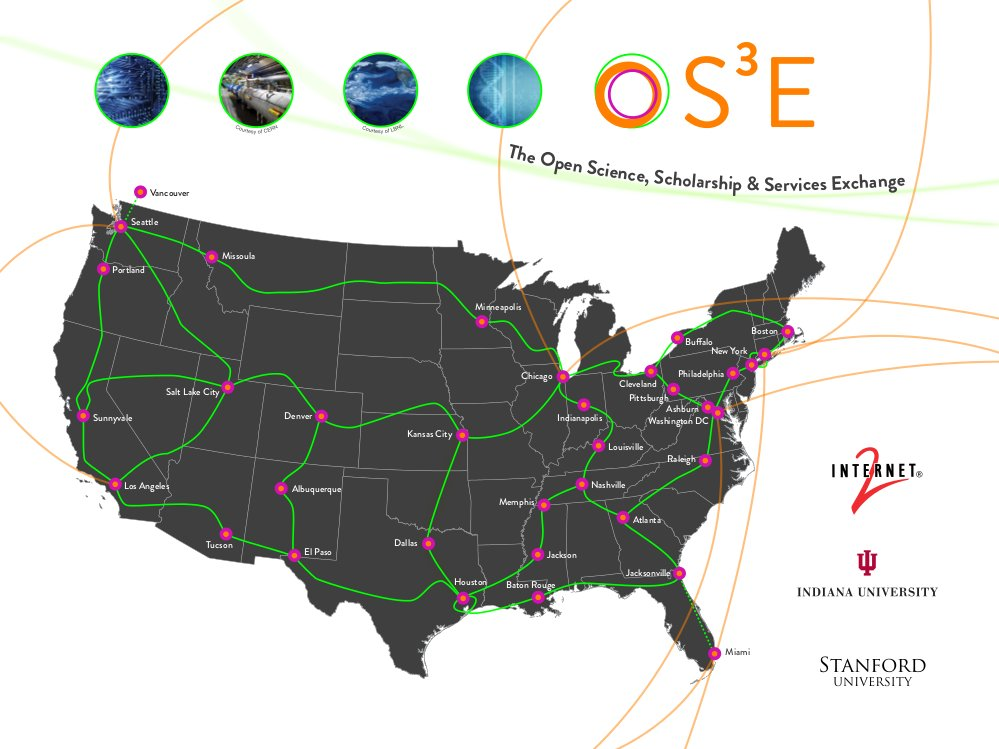 OS³E
Courtesy of CERN
Courtesy of LBNL
The Open Science, Scholarship & Services Exchange
Vancouver
Seattle
Portland
Missoula
Minneapolis
Boston
Buffalo
New York
Chicago
Cleveland
Philadelphia
Pittsburgh
Salt Lake City
Sunnyvale
Denver
Kansas City
Indianapolis
Ashburn
Washington DC
Louisville
Raleigh
INTERNET®
2
Los Angeles
Albuquerque
Nashville
Memphis
Atlanta
Tucson
El Paso
Dallas
Jackson
Jacksonville
Houston
Baton Rouge
INDIANA UNIVERSITY
Miami
STANFORD
UNIVERSITY